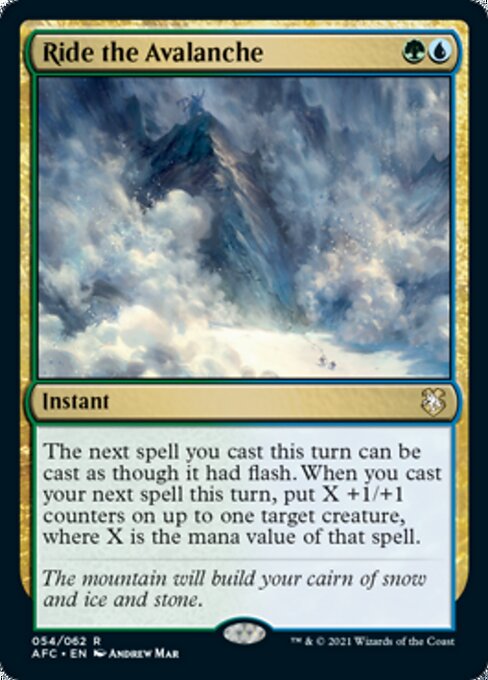 Ride the Avalanche
Instant
The next spell you cast this turn can be
cast as though it had flash. When you cast
your next spell this turn, put X +1/+1
counters on up to one target creature,
where X is the mana value of that spell.
The mountain will build your cairn of snow
and ice and stone.
054/062 R
AFC • EN Andrew Mar
™ & © 2021 Wizards of the Coast